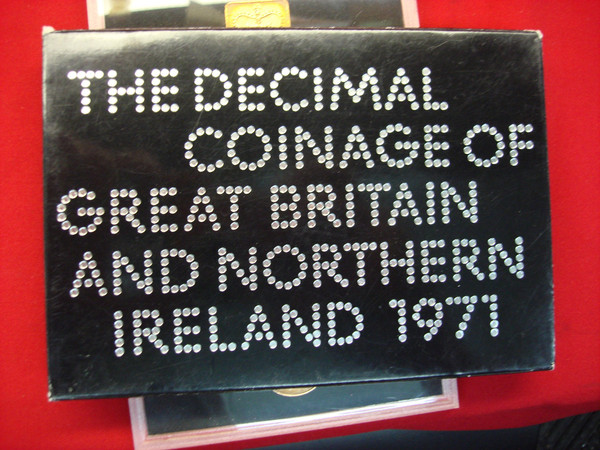 THE DECIMAL
COINAGE OF
GREAT BRITAIN
AND NORTHERN
IRELAND 1971